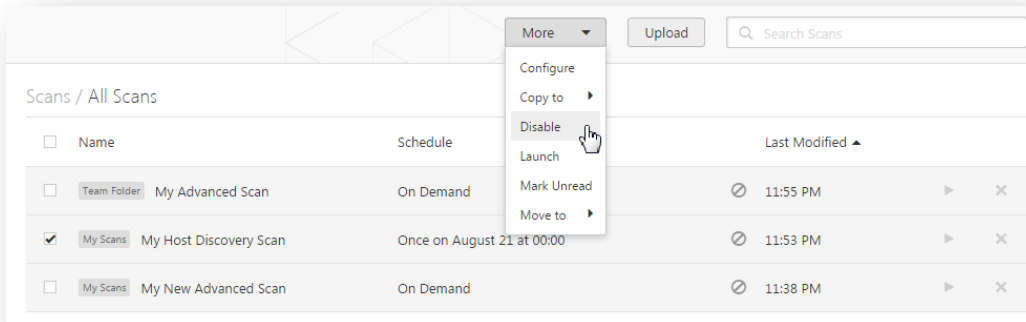 More Upload Search Scans
Configure
Copy to
Disable
Launch
Mark Unread
Move to
Scans / All Scans
Name Schedule Last Modified
Team Folder My Advanced Scan On Demand 11:55 PM
My Scans My Host Discovery Scan Once on August 21 at 00:00 11:53 PM
My Scans My New Advanced Scan On Demand 11:38 PM